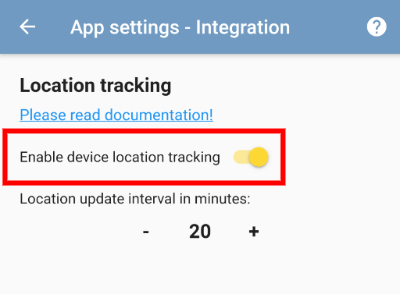 App settings - Integration
Location tracking
Please read documentation!
Enable device location tracking
Location update interval in minutes:
- 20 +